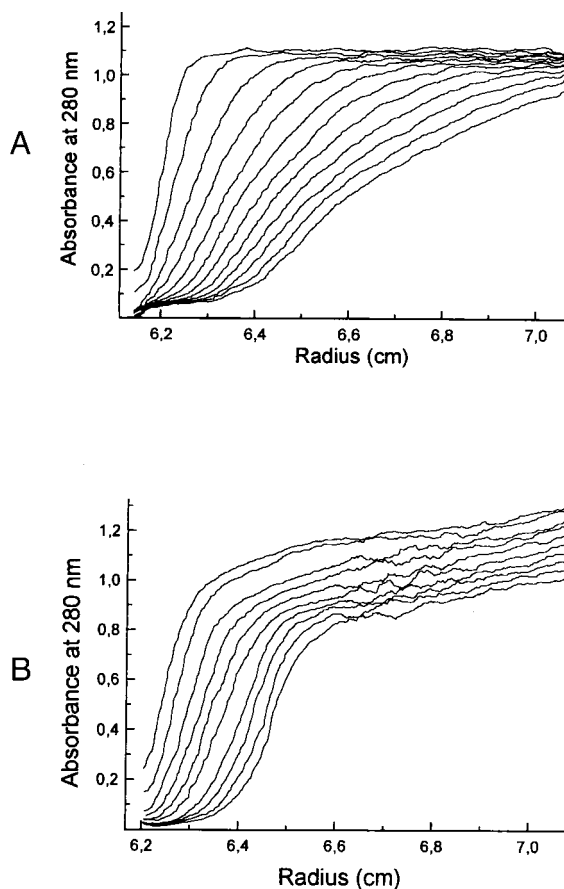 A
Absorbance at 280 nm
1,2
1,0
0,8
0,6
0,4
0,2
6,2 6,4 6,6 6,8 7,0
Radius (cm)
B
Absorbance at 280 nm
1,2
1,0
0,8
0,6
0,4
0,2
6,2 6,4 6,6 6,8 7,0
Radius (cm)